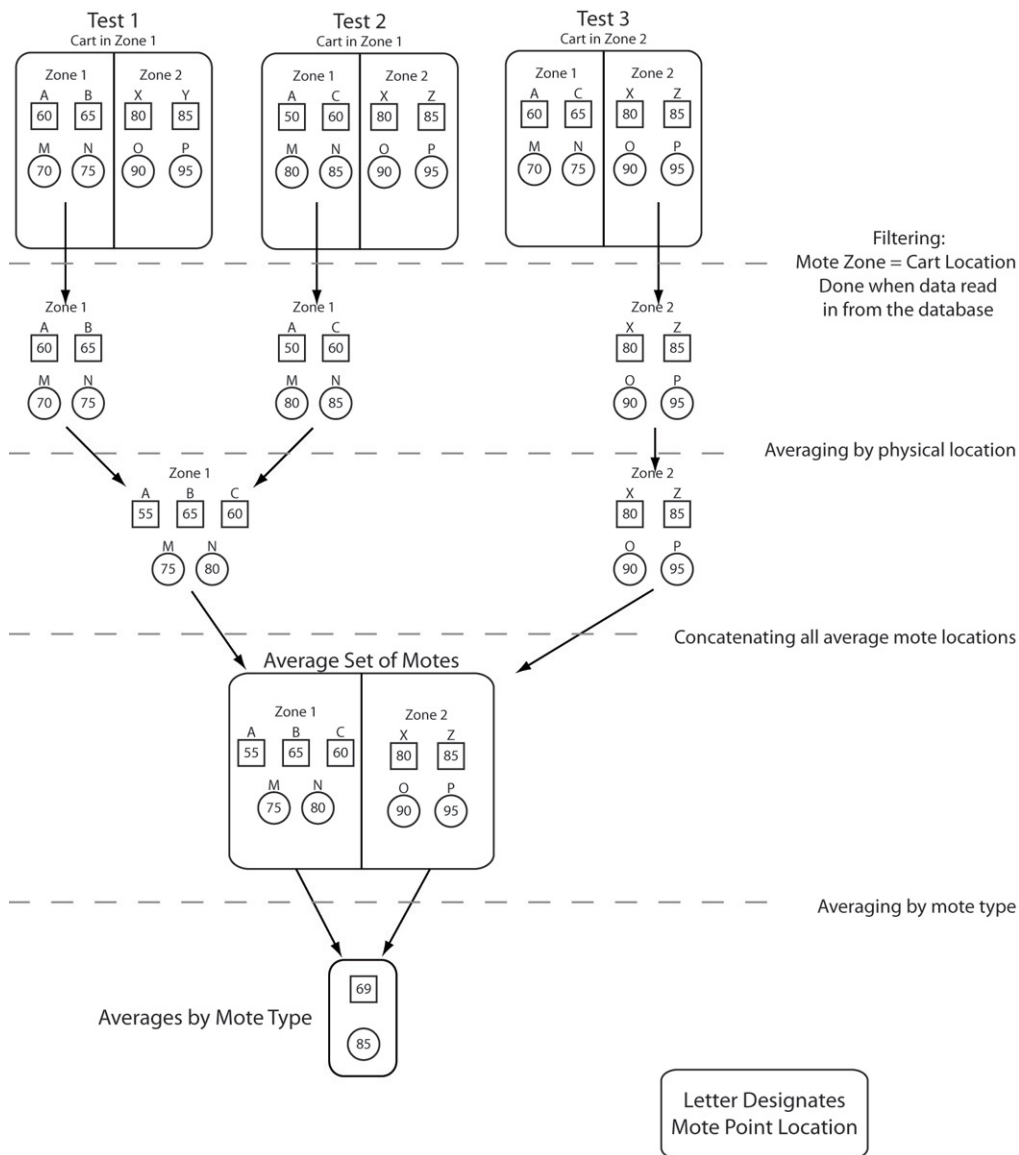 Test 1
Cart in Zone 1
Test 2
Cart in Zone 1
Test 3
Cart in Zone 2
Zone 1 Zone 2
A B X Y
60 65 80 85
M N O P
70 75 90 95
Zone 1 Zone 2
A C X Z
50 60 80 85
M N O P
80 85 90 95
Zone 1 Zone 2
A C X Z
60 65 80 85
M N O P
70 75 90 95
Filtering:
Mote Zone = Cart Location
Done when data read
in from the database
Zone 1
A B
60 65
M N
70 75
Zone 1
A C
50 60
M N
80 85
Zone 2
X Z
80 85
O P
90 95
Averaging by physical location
Zone 1
A B C
55 65 60
M N
75 80
Zone 2
X Z
80 85
O P
90 95
Concatenating all average mote locations
Average Set of Motes
Zone 1
A B C
55 65 60
M N
75 80
Zone 2
X Z
80 85
O P
90 95
Averaging by mote type
Averages by Mote Type
69
85
Letter Designates
Mote Point Location